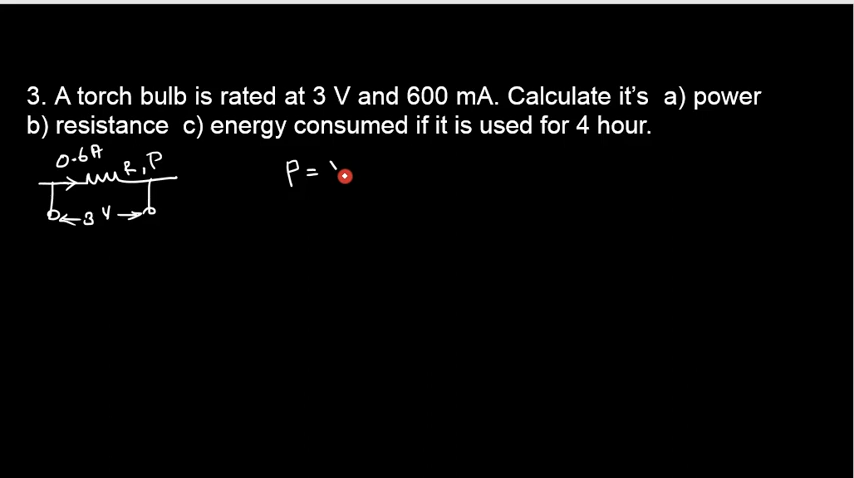 3. A torch bulb is rated at 3 V and 600 mA. Calculate it's a) power
b) resistance c) energy consumed if it is used for 4 hour.
0.6A
R, P
P =
3 V